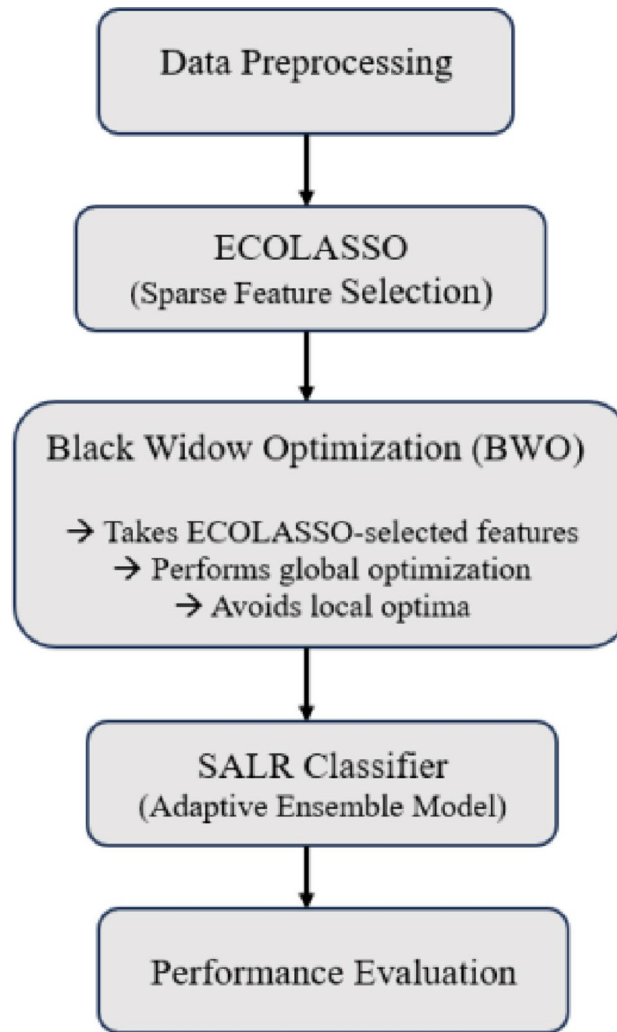 Data Preprocessing
ECOLASSO
(Sparse Feature Selection)
Black Widow Optimization (BWO)
→ Takes ECOLASSO-selected features
→ Performs global optimization
→ Avoids local optima
SALR Classifier
(Adaptive Ensemble Model)
Performance Evaluation